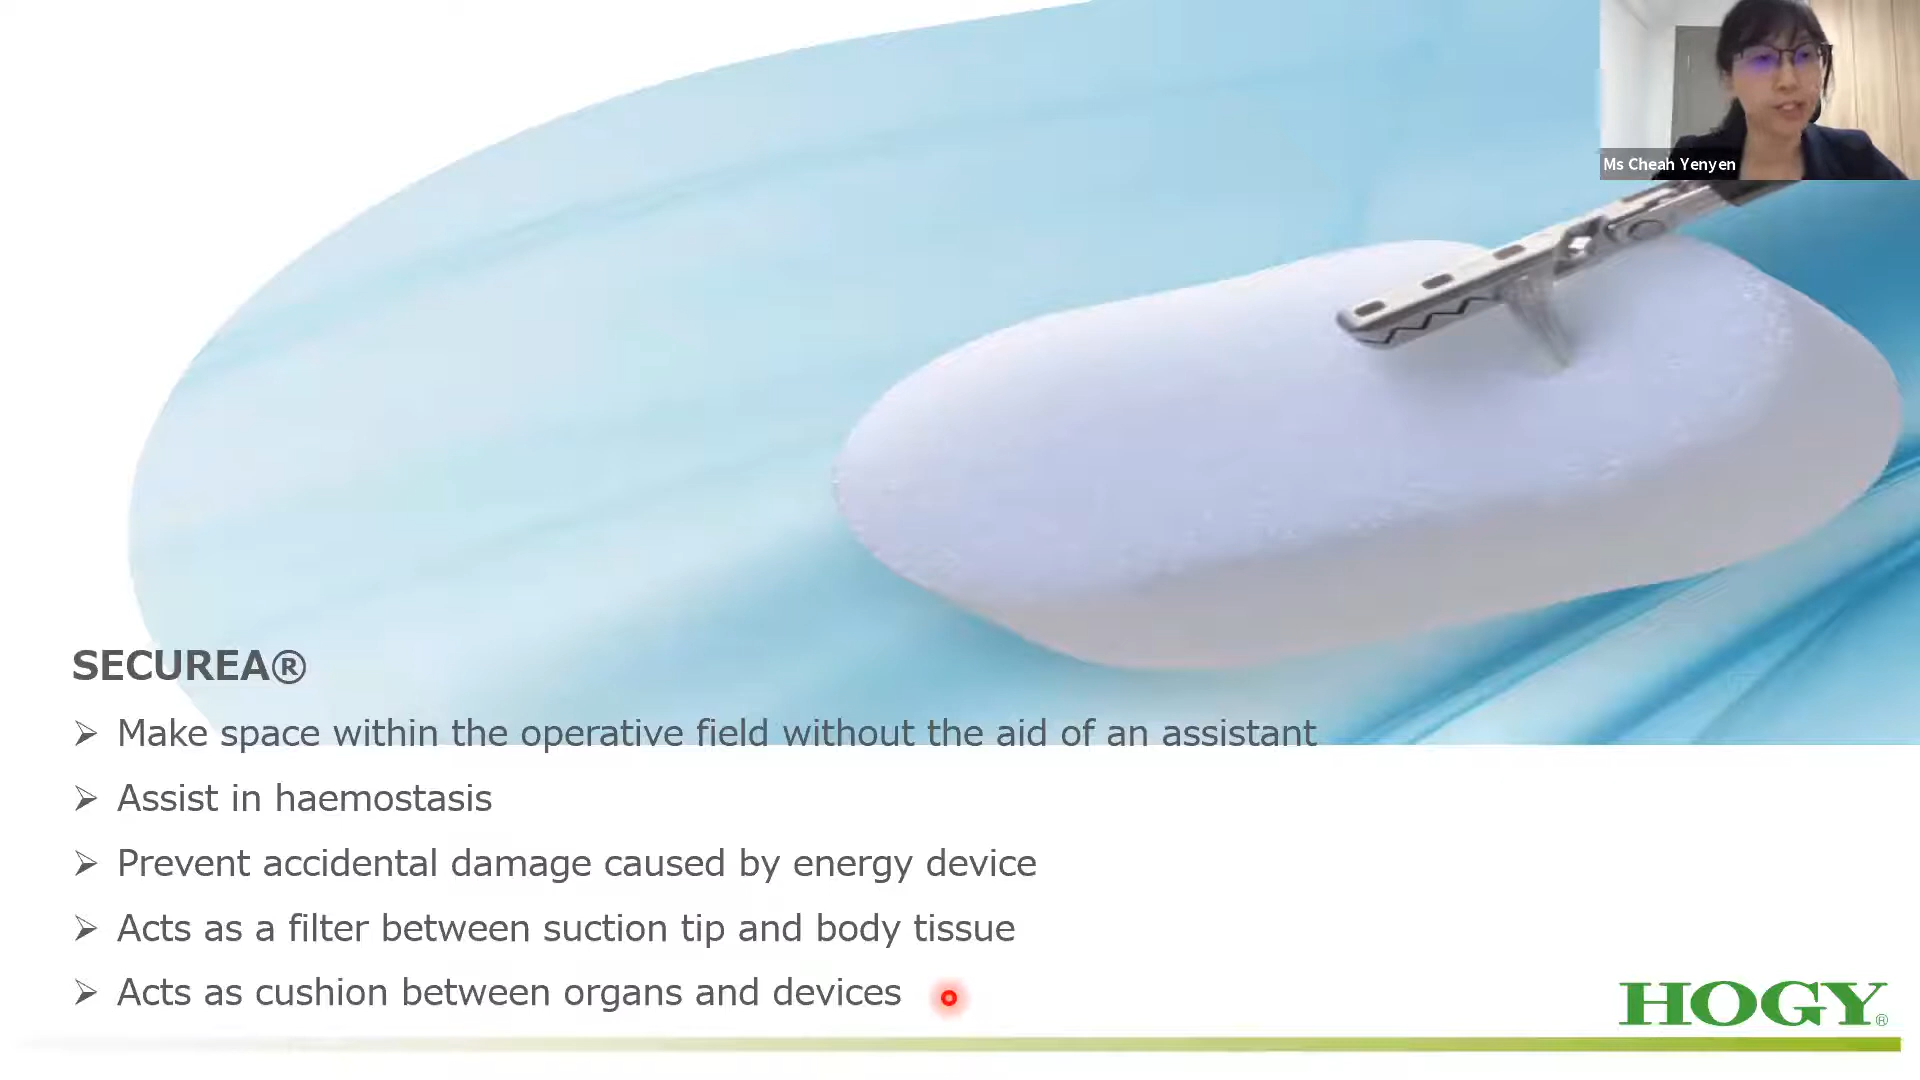 Ms Cheah Yenyen
SECUREA®
➢ Make space within the operative field without the aid of an assistant
➢ Assist in haemostasis
➢ Prevent accidental damage caused by energy device
➢ Acts as a filter between suction tip and body tissue
➢ Acts as cushion between organs and devices
HOGY®